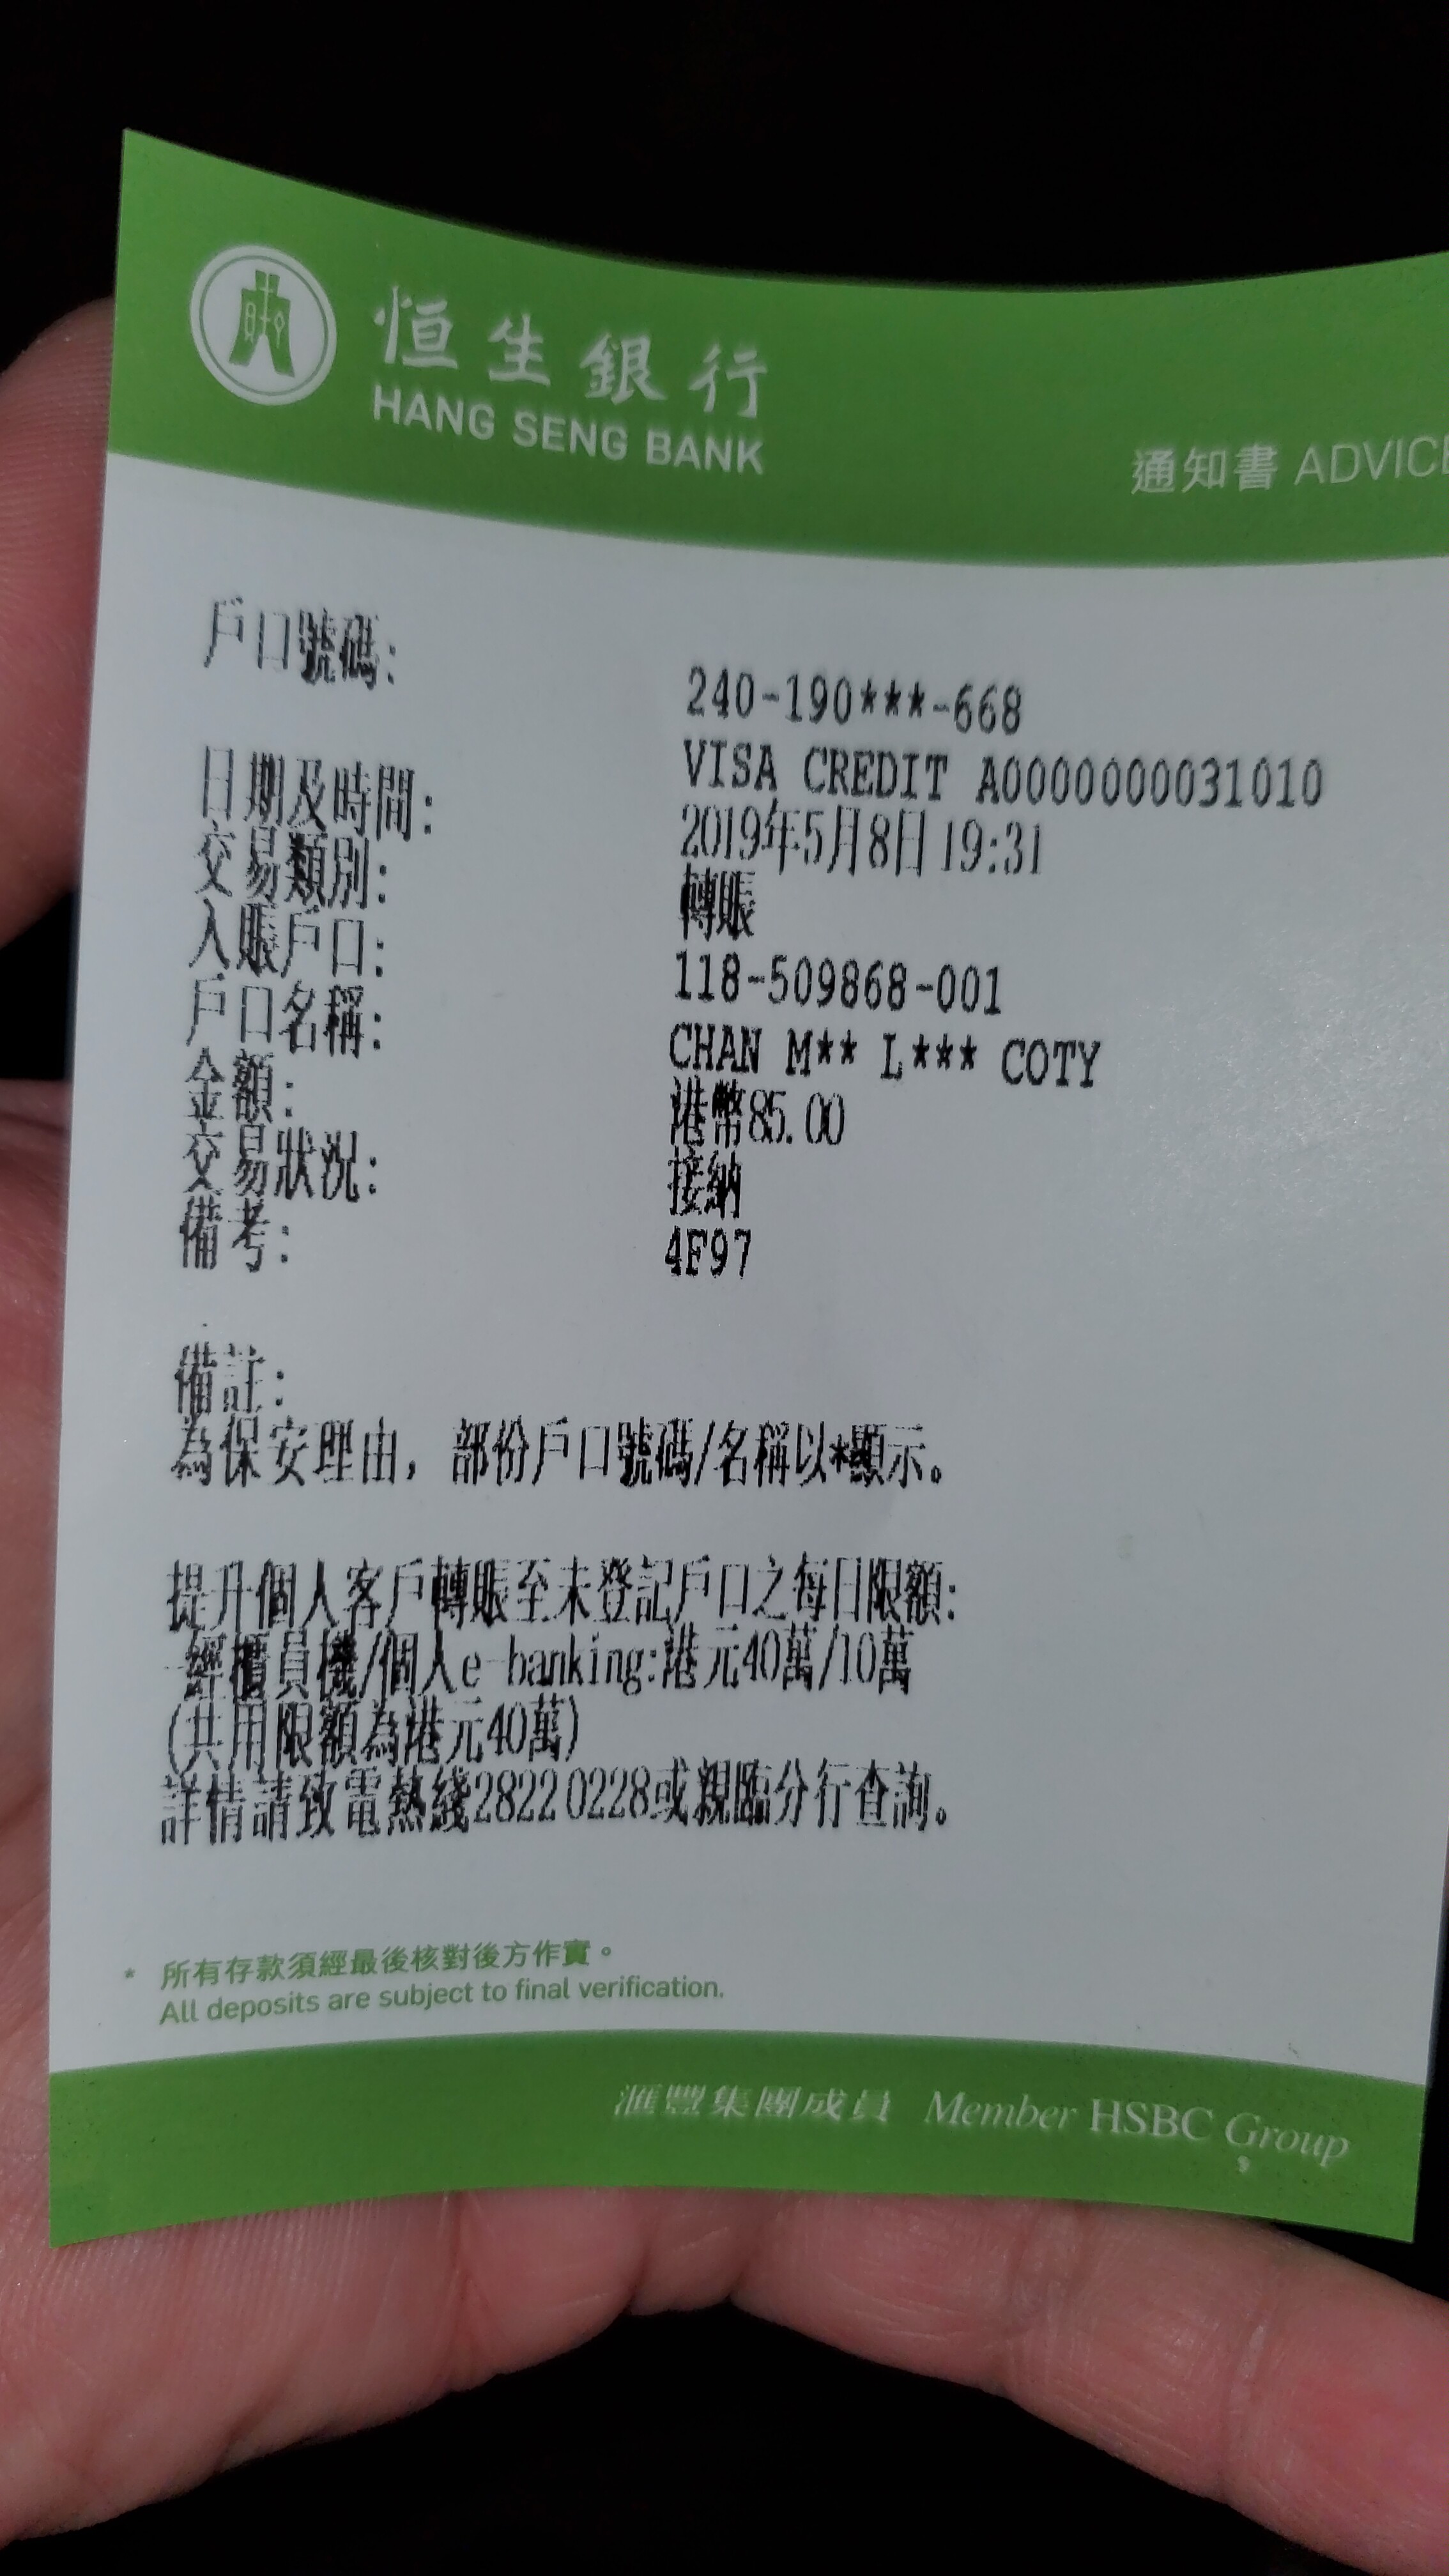 恒生銀行
HANG SENG BANK
通知書 ADVICE
戶口號碼:
240-190***-668
VISA CREDIT A0000000031010
日期及時間: 2019年5月8日 19:31
交易類別: 轉賬
入賬戶口: 118-509868-001
戶口名稱: CHAN M** L*** COTY
金額: 港幣85.00
交易狀況: 接納
備考: 4F97
備註:
為保安理由, 部份戶口號碼/名稱以*顯示。
提升個人客戶轉賬至未登記戶口之每日限額:
-經櫃員機/個人e-banking:港元40萬/10萬
(共用限額為港元40萬)
詳情請致電熱綫2822 0228或親臨分行查詢。
* 所有存款須經最後核對後方作實。
All deposits are subject to final verification.
滙豐集團成員 Member HSBC Group